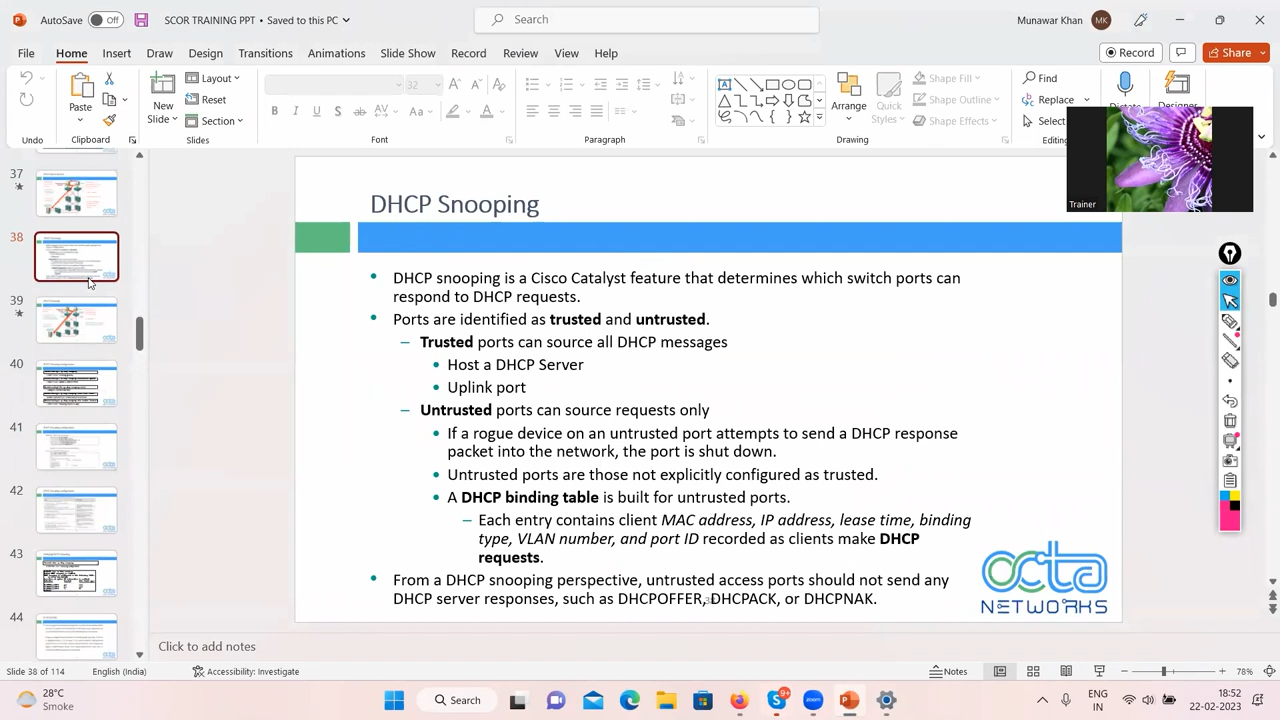 AutoSave Off SCOR TRAINING PPT • Saved to this PC Search Munawar Khan MK
File Home Insert Draw Design Transitions Animations Slide Show Record Review View Help Record Share
Paste New Slide Layout Reset Section
32
B I U S ab AV Aa A
Arrange Quick Styles Shape Fill Shape Outline Shape Effects
Find Replace Select Designer
Undo Clipboard Slides Font Paragraph Drawing Editing
Trainer
37
38
39
40
41
42
43
DHCP Snooping
• DHCP snooping is a Cisco Catalyst feature that determines which switch ports can
respond to DHCP requests.
• Ports are identified as trusted and untrusted.
– Trusted ports can source all DHCP messages
• Host a DHCP Server
• Uplink port
– Untrusted ports can source requests only
• If a rogue device on an untrusted port attempts to send a DHCP response
packet into the network, the port is shut down.
• Untrusted ports are those not explicitly configured as trusted.
• A DHCP binding table is built for untrusted ports.
– Each entry contains client MAC address, IP address, lease time, binding
type, VLAN number, and port ID recorded as clients make DHCP
requests.
• From a DHCP snooping perspective, untrusted access ports should not send any
DHCP server responses, such as DHCPOFFER, DHCPACK, or DHCPNAK.
octa
NETWORKS
Click to add notes
Slide 38 of 114 English (India) Accessibility: Investigate Notes 78%
28°C
Smoke
Search
9+
zoom
ENG
IN
18:52
22-02-2023